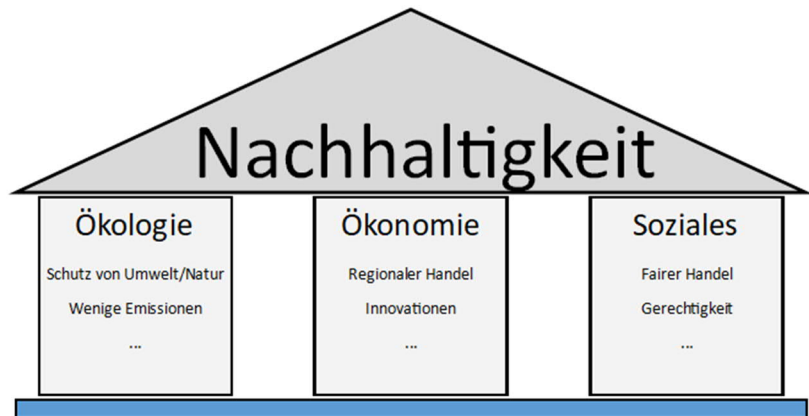 Nachhaltigkeit
Ökologie
Schutz von Umwelt/Natur
Wenige Emissionen
...
Ökonomie
Regionaler Handel
Innovationen
...
Soziales
Fairer Handel
Gerechtigkeit
...